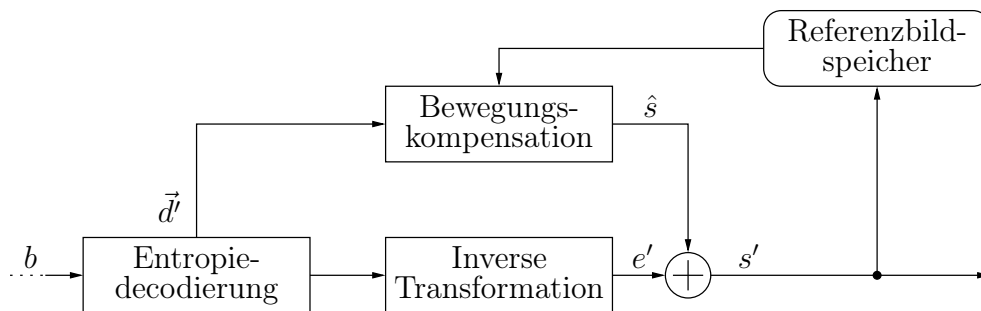 Referenzbild-
speicher
Bewegungs-
kompensation
ŝ
d⃗′
b
Entropie-
decodierung
Inverse
Transformation
e′
s′